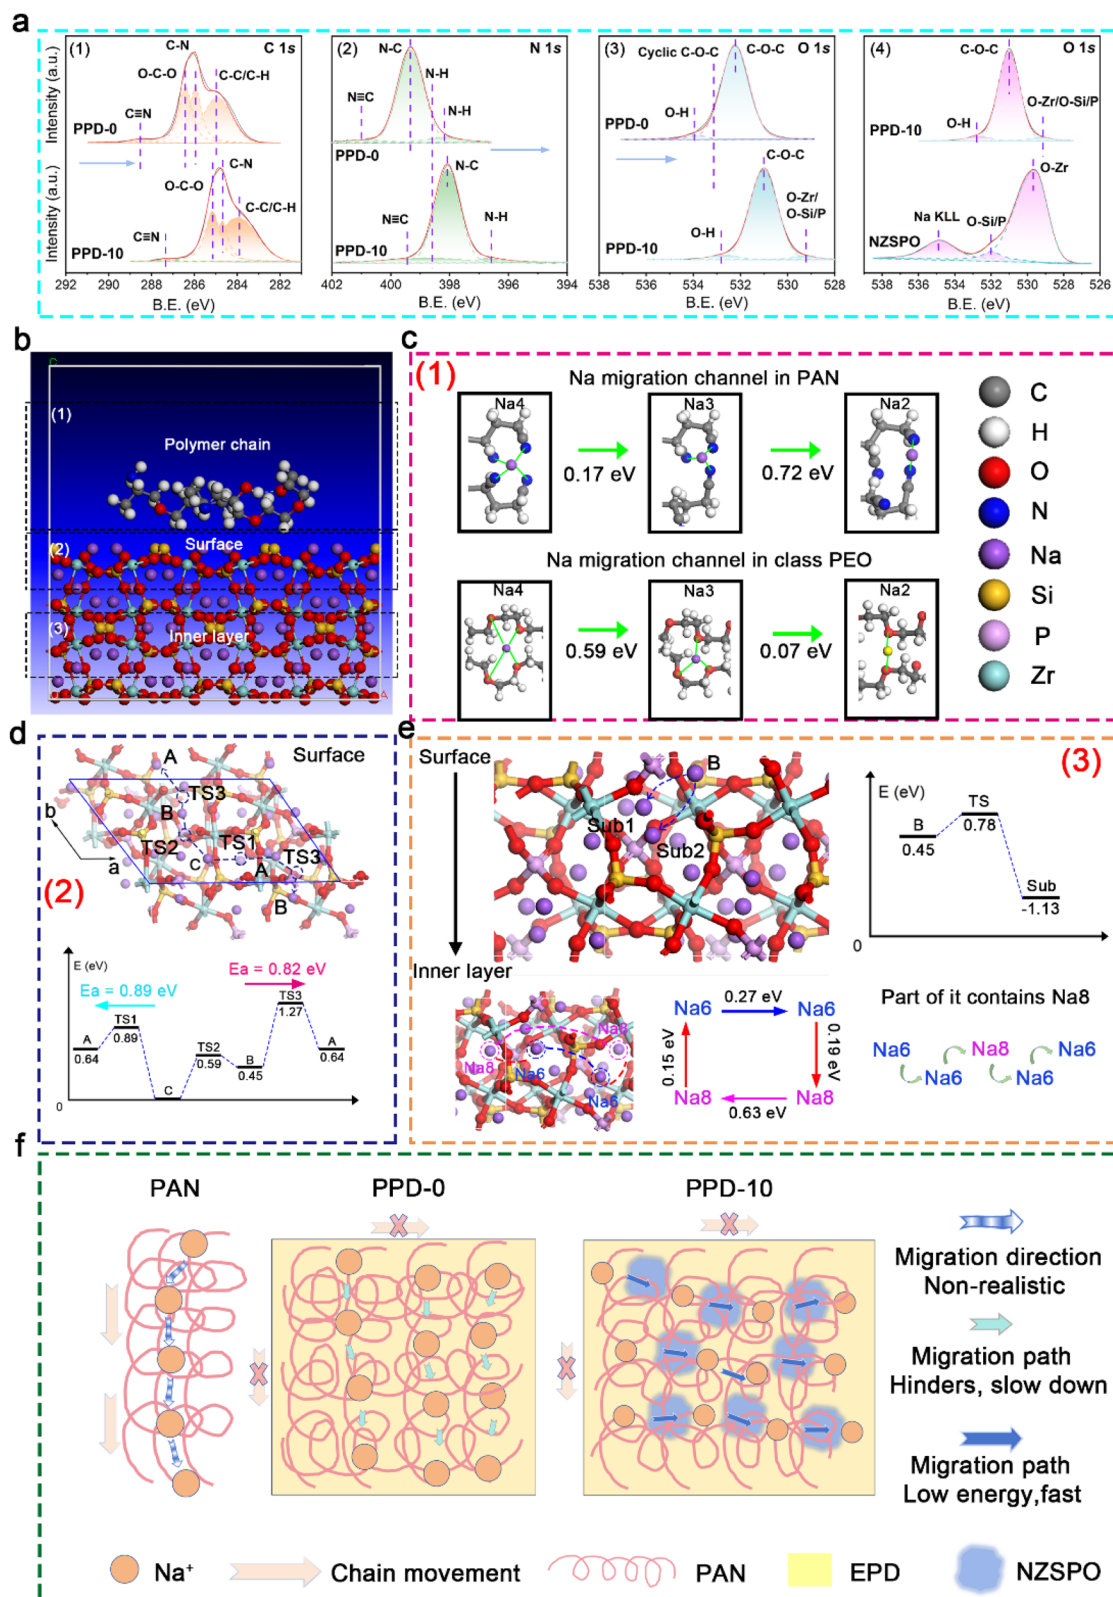 a
(1)
C 1s
C-N
O-C-O
C-C/C-H
C≡N
PPD-0
C-N
O-C-O
C-C/C-H
C≡N
PPD-10
Intensity (a.u.)
Intensity (a.u.)
292 290 288 286 284 282
B.E. (eV)
(2)
N 1s
N-C
N-H
N≡C
N-H
PPD-0
N-C
N≡C
N-H
PPD-10
402 400 398 396 394
B.E. (eV)
(3)
O 1s
Intensity (a.u.)
Cyclic C-O-C
C-O-C
O-H
PPD-0
C-O-C
O-Zr/
O-Si/P
O-H
PPD-10
538 536 534 532 530 528
B.E. (eV)
(4)
O 1s
Intensity (a.u.)
C-O-C
O-Zr/O-Si/P
O-H
PPD-10
O-Zr
Na KLL
O-Si/P
NZSPO
538 536 534 532 530 528 526
B.E. (eV)
b
C
(1)
Polymer chain
(2)
Surface
(3)
Inner layer
A
c
(1)
Na migration channel in PAN
Na4
0.17 eV
Na3
0.72 eV
Na2
Na migration channel in class PEO
Na4
0.59 eV
Na3
0.07 eV
Na2
C
H
O
N
Na
Si
P
Zr
d
Surface
A
TS3
B
TS2
TS1
TS3
C
A
B
b
a
(2)
E (eV)
Ea = 0.82 eV
Ea = 0.89 eV
A
0.64
TS1
0.89
C
TS2
0.59
B
0.45
TS3
1.27
A
0.64
0
e
Surface
B
Sub1
Sub2
Inner layer
(3)
E (eV)
B
0.45
TS
0.78
Sub
-1.13
0
Na8
Na8
Na6
Na6
Na6
0.27 eV
Na6
0.15 eV
0.19 eV
Na8
0.63 eV
Na8
Part of it contains Na8
Na6
Na8
Na6
Na6
Na6
f
PAN
PPD-0
PPD-10
Migration direction
Non-realistic
Migration path
Hinders, slow down
Migration path
Low energy,fast
Na⁺
Chain movement
PAN
EPD
NZSPO